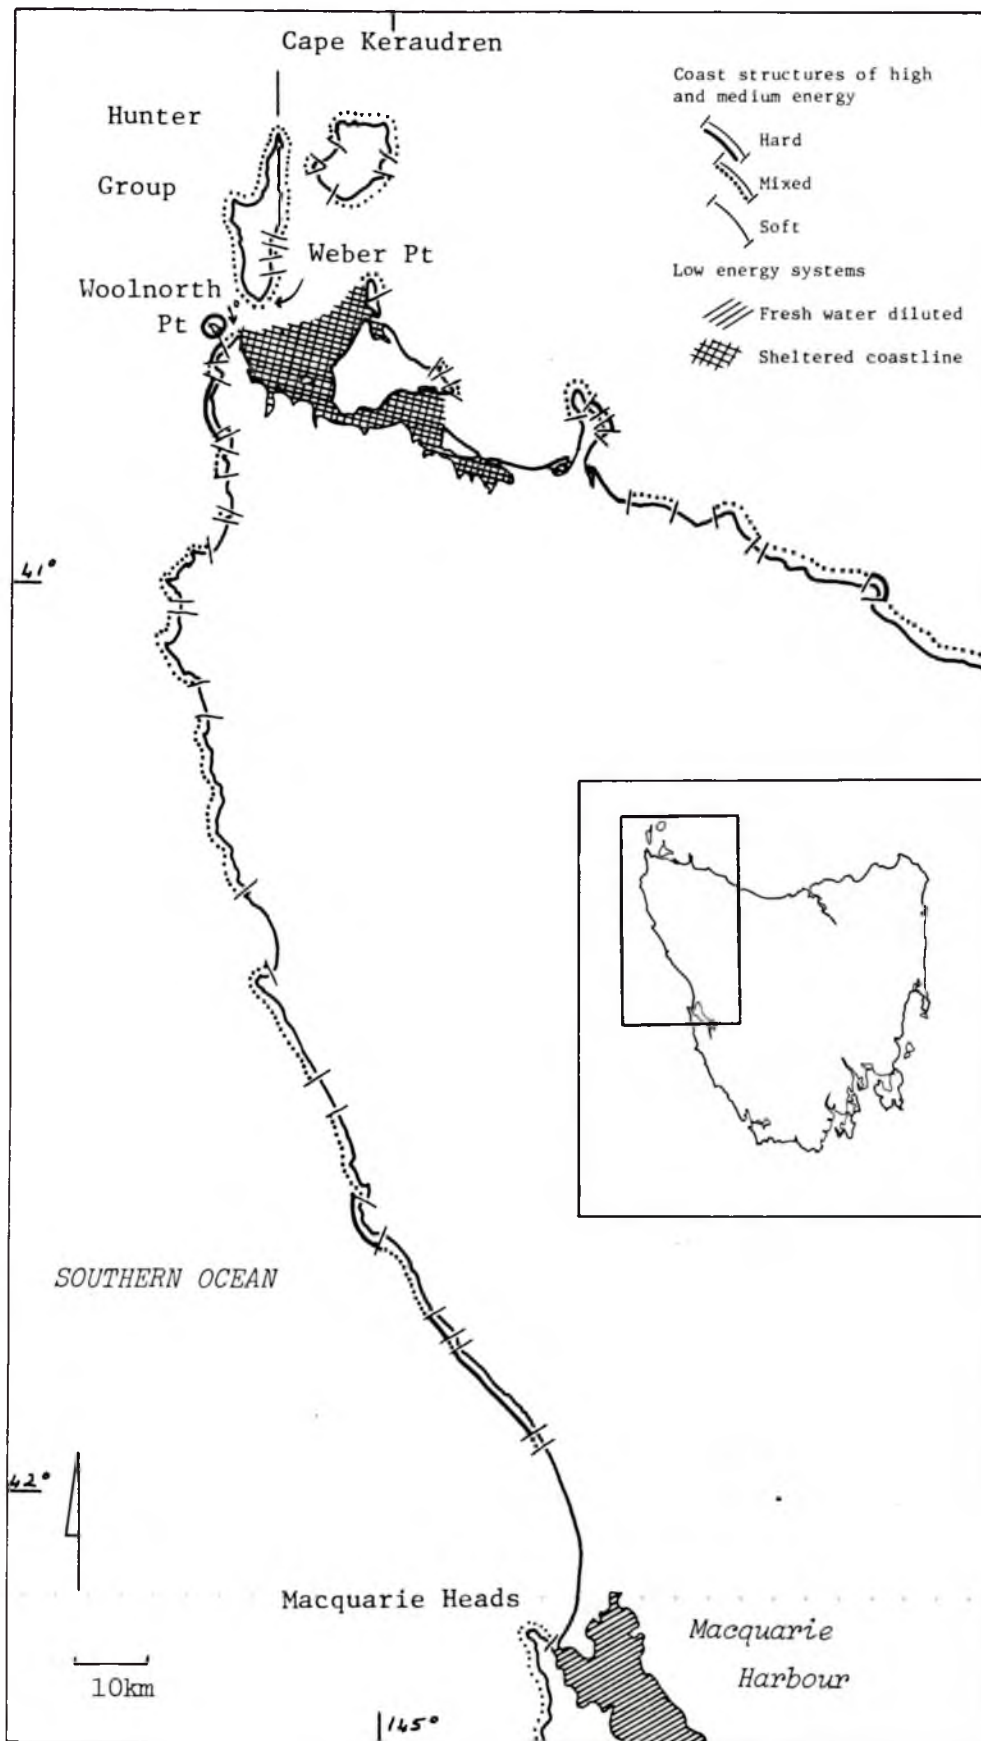 Cape Keraudren
Hunter
Group
Weber Pt
Woolnorth
Pt
Coast structures of high
and medium energy
Hard
Mixed
Soft
Low energy systems
Fresh water diluted
Sheltered coastline
41°
SOUTHERN OCEAN
42°
Macquarie Heads
Macquarie
Harbour
10km
145°